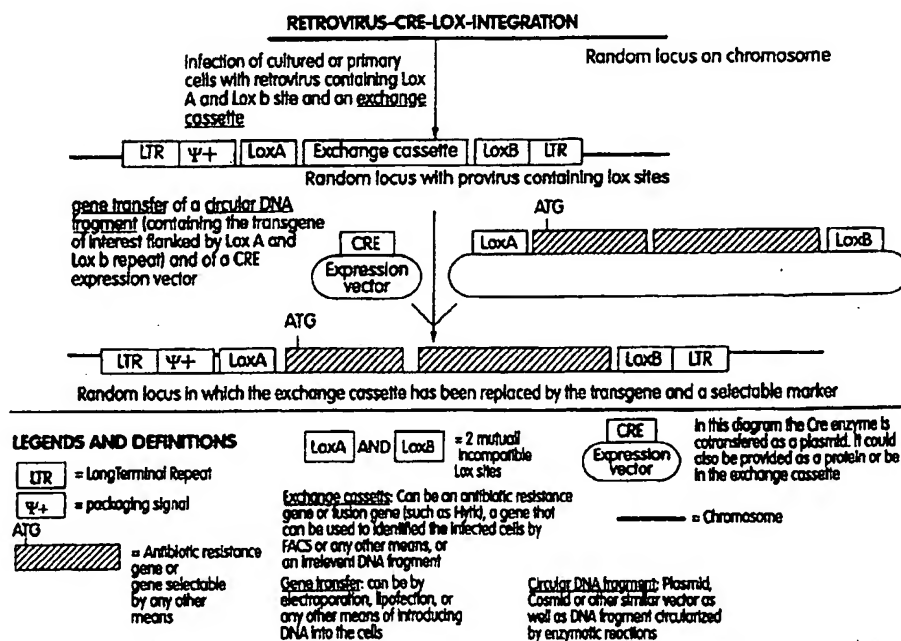 RETROVIRUS-CRE-LOX-INTEGRATION
Infection of cultured or primary
cells with retrovirus containing Lox
A and Lox b site and an exchange
cassette
Random locus on chromosome
LTR Ψ+ LoxA Exchange cassette LoxB LTR
Random locus with provirus containing lox sites
gene transfer of a circular DNA
fragment (containing the transgene
of interest flanked by Lox A and
Lox b repeat) and of a CRE
expression vector
CRE
Expression
vector
ATG
LoxA LoxB
ATG
LTR Ψ+ LoxA LoxB LTR
Random locus in which the exchange cassette has been replaced by the transgene and a selectable marker
LEGENDS AND DEFINITIONS
LTR = LongTerminal Repeat
Ψ+ = packaging signal
ATG
= Antibiotic resistance
gene or
gene selectable
by any other
means
LoxA AND LoxB = 2 mutuall
incompatible
Lox sites
Exchange cassette: Can be an antibiotic resistance
gene or fusion gene (such as Hytk), a gene that
can be used to identified the infected cells by
FACS or any other means, or
an irrelevent DNA fragment
Gene transfer: can be by
electroporation, lipofection, or
any other means of introducing
DNA into the cells
CRE
Expression
vector
In this diagram the Cre enzyme is
cotransfered as a plasmid. It could
also be provided as a protein or be
in the exchange cassette
= Chromosome
Circular DNA fragment: Plasmid,
Cosmid or other similar vector as
well as DNA fragment circularized
by enzymatic reactions